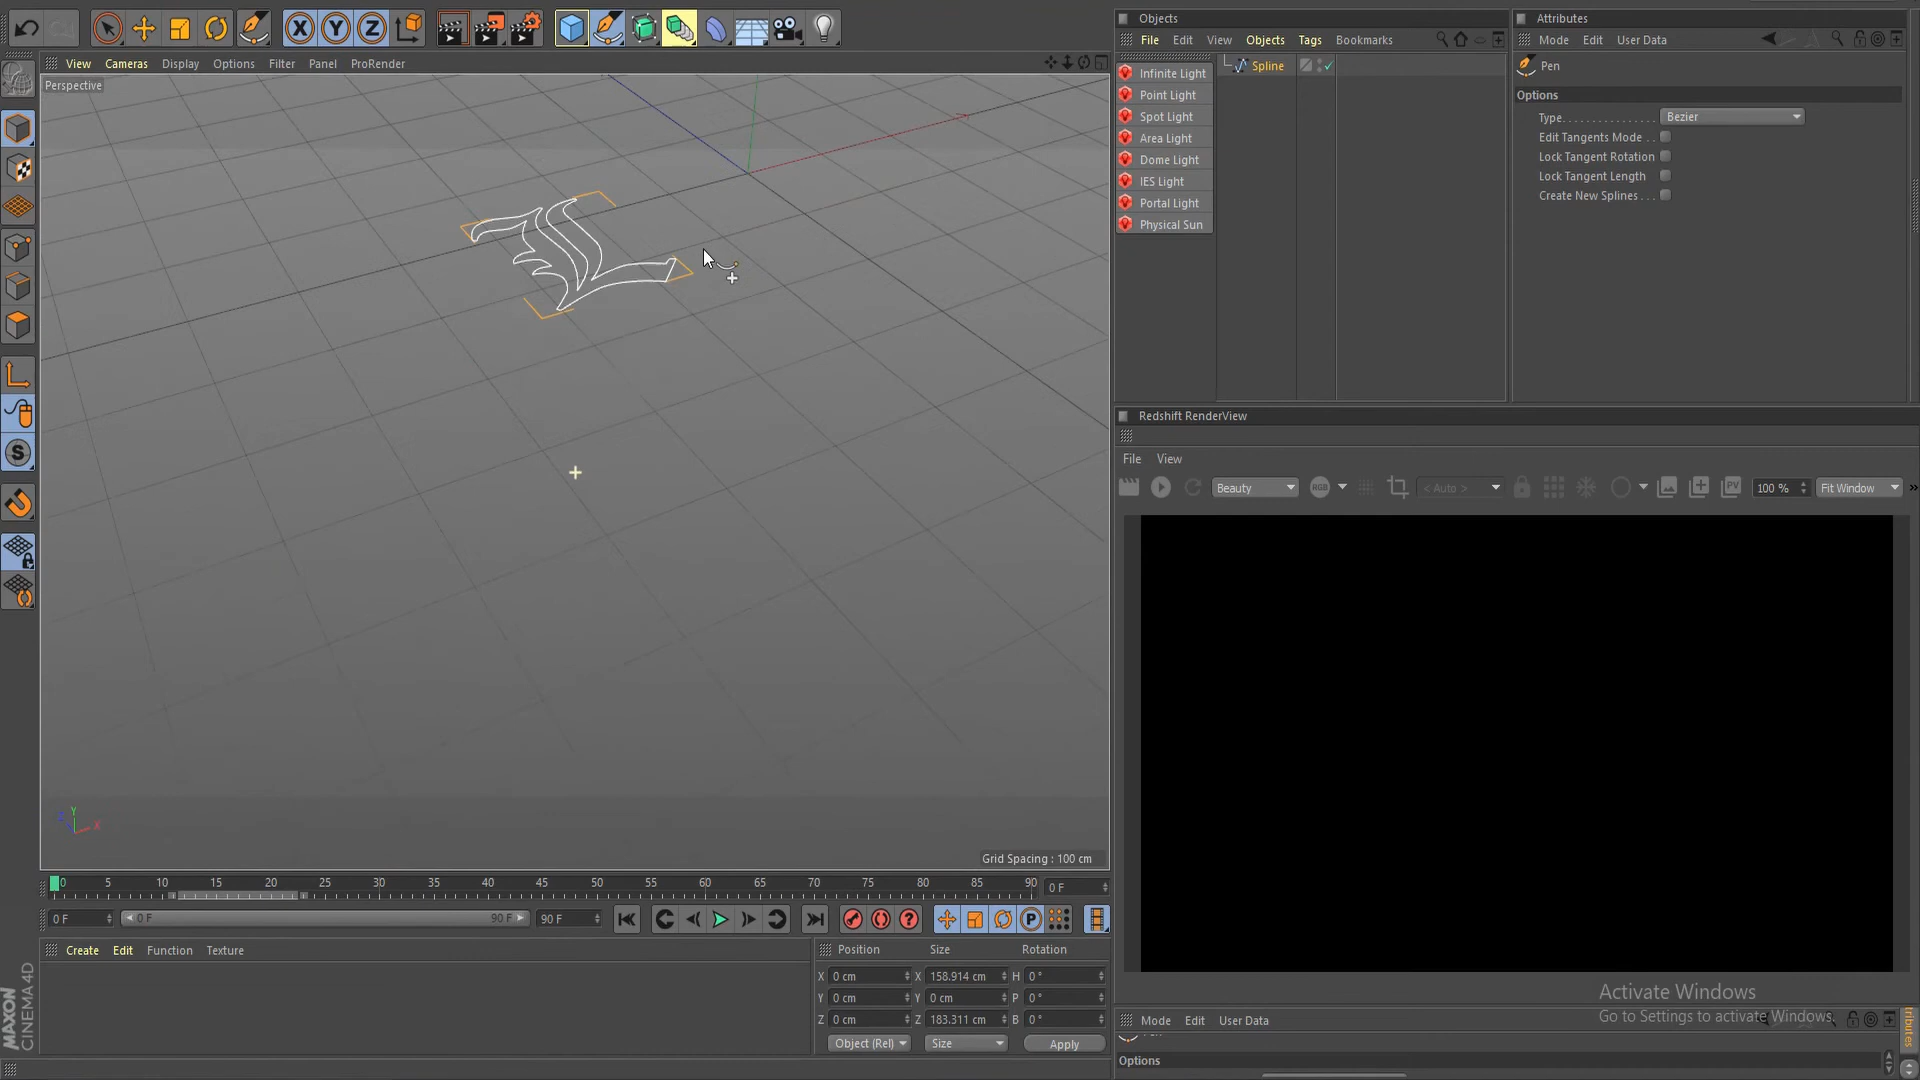 Objects
Attributes
File Edit View Objects Tags Bookmarks
Mode Edit User Data
View Cameras Display Options Filter Panel ProRender
Perspective
Infinite Light
Point Light
Spot Light
Area Light
Dome Light
IES Light
Portal Light
Physical Sun
Spline
Pen
Options
Type Bezier
Edit Tangents Mode
Lock Tangent Rotation
Lock Tangent Length
Create New Splines
Redshift RenderView
File View
Beauty
RGB
< Auto >
PV
100 %
Fit Window
Grid Spacing : 100 cm
Y
Z
X
0 5 10 15 20 25 30 35 40 45 50 55 60 65 70 75 80 85 90
0 F
0 F 0 F 90 F 90 F
Create Edit Function Texture
Position Size Rotation
X 0 cm X 158.914 cm H 0 °
Y 0 cm Y 0 cm P 0 °
Z 0 cm Z 183.311 cm B 0 °
Object (Rel) Size Apply
MAXON
CINEMA 4D
Activate Windows
Go to Settings to activate Windows.
Mode Edit User Data
Options